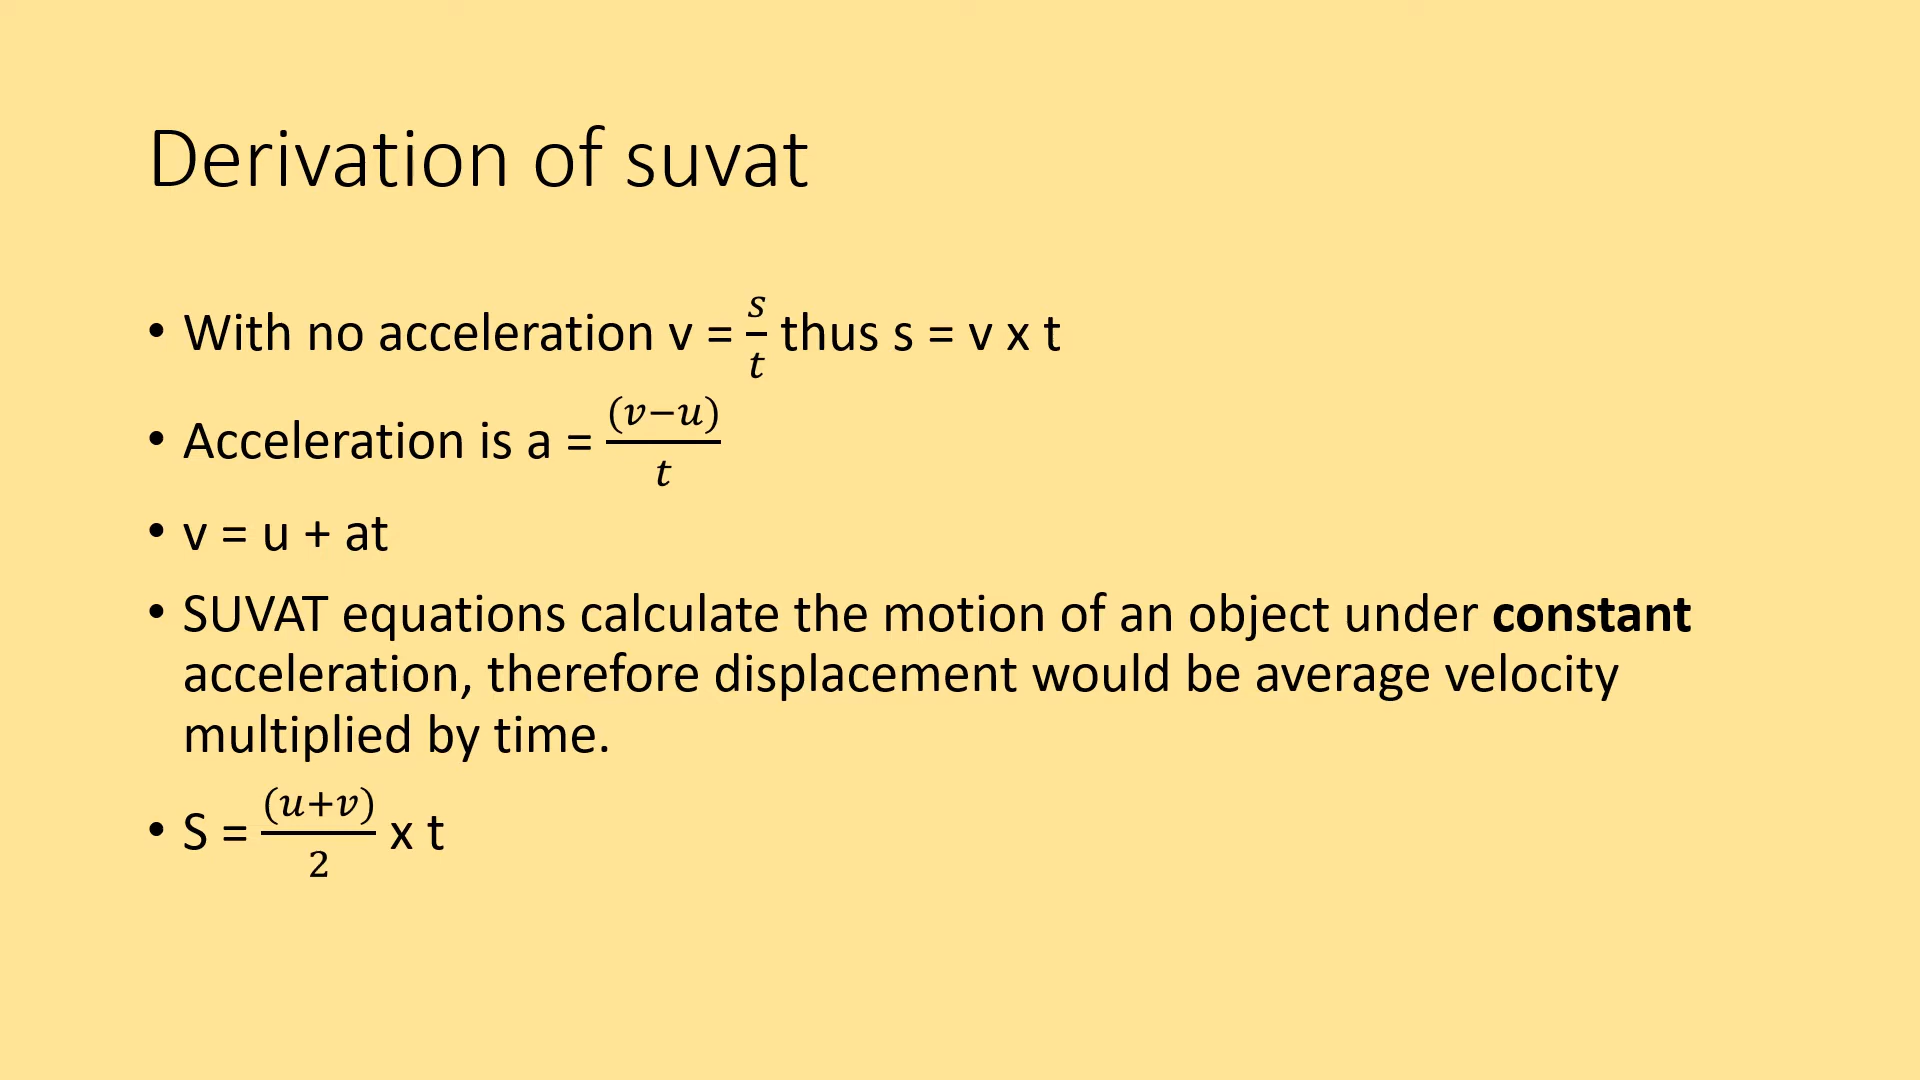 Derivation of suvat
• With no acceleration v = 𝑠/𝑡 thus s = v x t
• Acceleration is a = (𝑣−𝑢)/𝑡
• v = u + at
• SUVAT equations calculate the motion of an object under constant
acceleration, therefore displacement would be average velocity
multiplied by time.
• S = (𝑢+𝑣)/2 x t